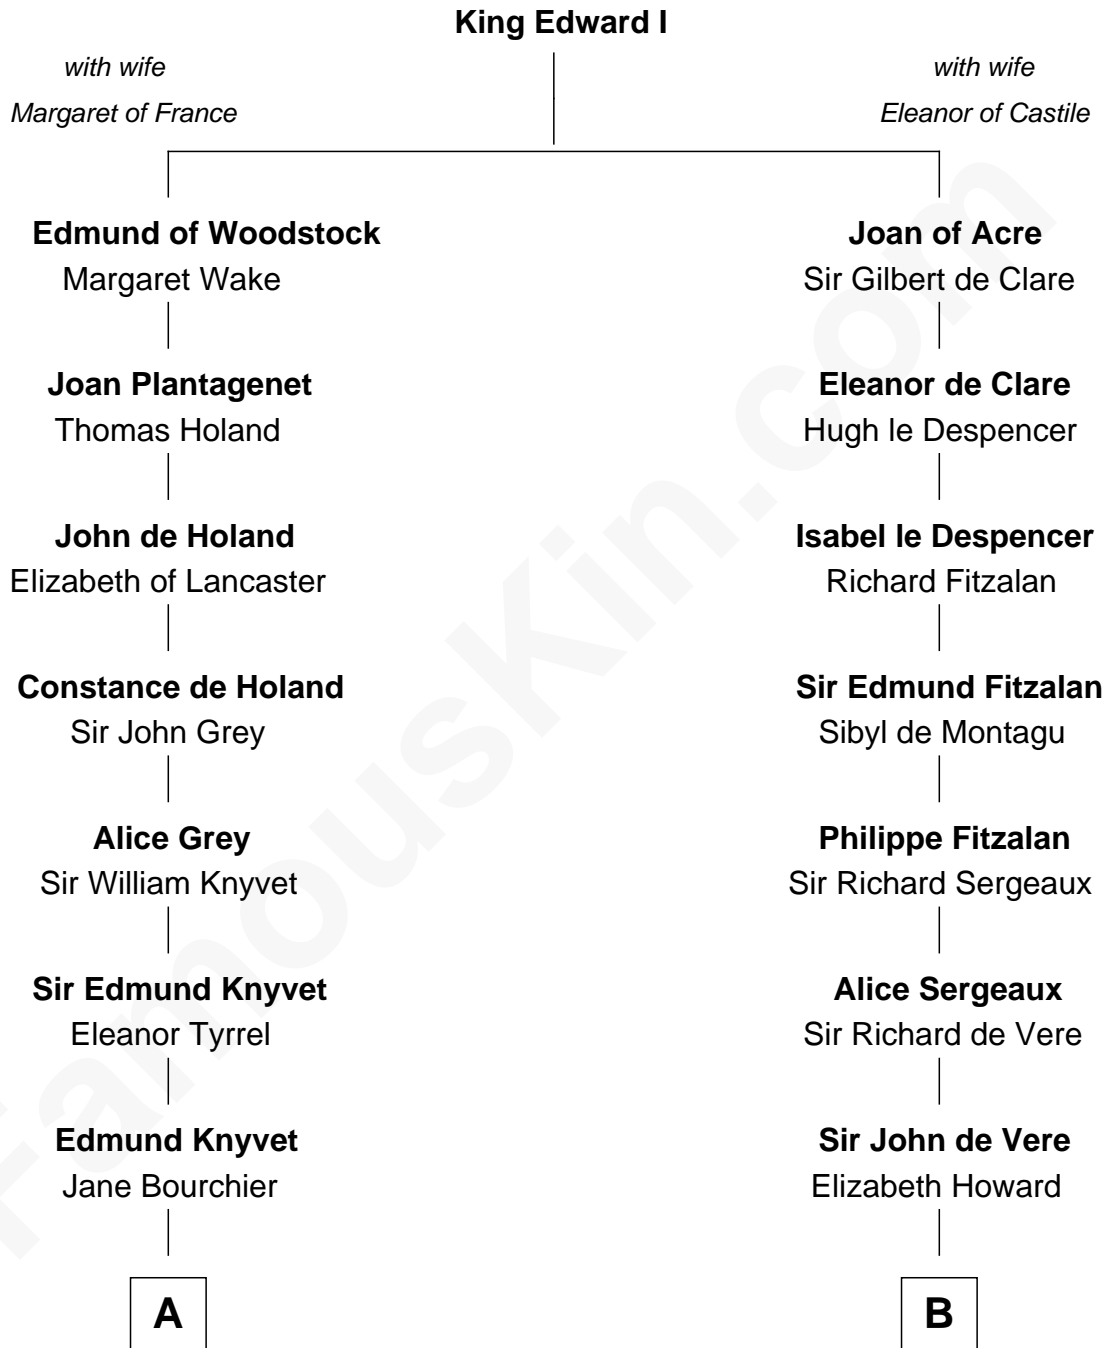 King Edward I
with wife
Margaret of France
with wife
Eleanor of Castile
Edmund of Woodstock
Margaret Wake
Joan of Acre
Sir Gilbert de Clare
Joan Plantagenet
Thomas Holand
Eleanor de Clare
Hugh le Despencer
John de Holand
Elizabeth of Lancaster
Isabel le Despencer
Richard Fitzalan
Constance de Holand
Sir John Grey
Sir Edmund Fitzalan
Sibyl de Montagu
Alice Grey
Sir William Knyvet
Philippe Fitzalan
Sir Richard Sergeaux
Sir Edmund Knyvet
Eleanor Tyrrel
Alice Sergeaux
Sir Richard de Vere
Edmund Knyvet
Jane Bourchier
Sir John de Vere
Elizabeth Howard
A
B
FamousKin.com